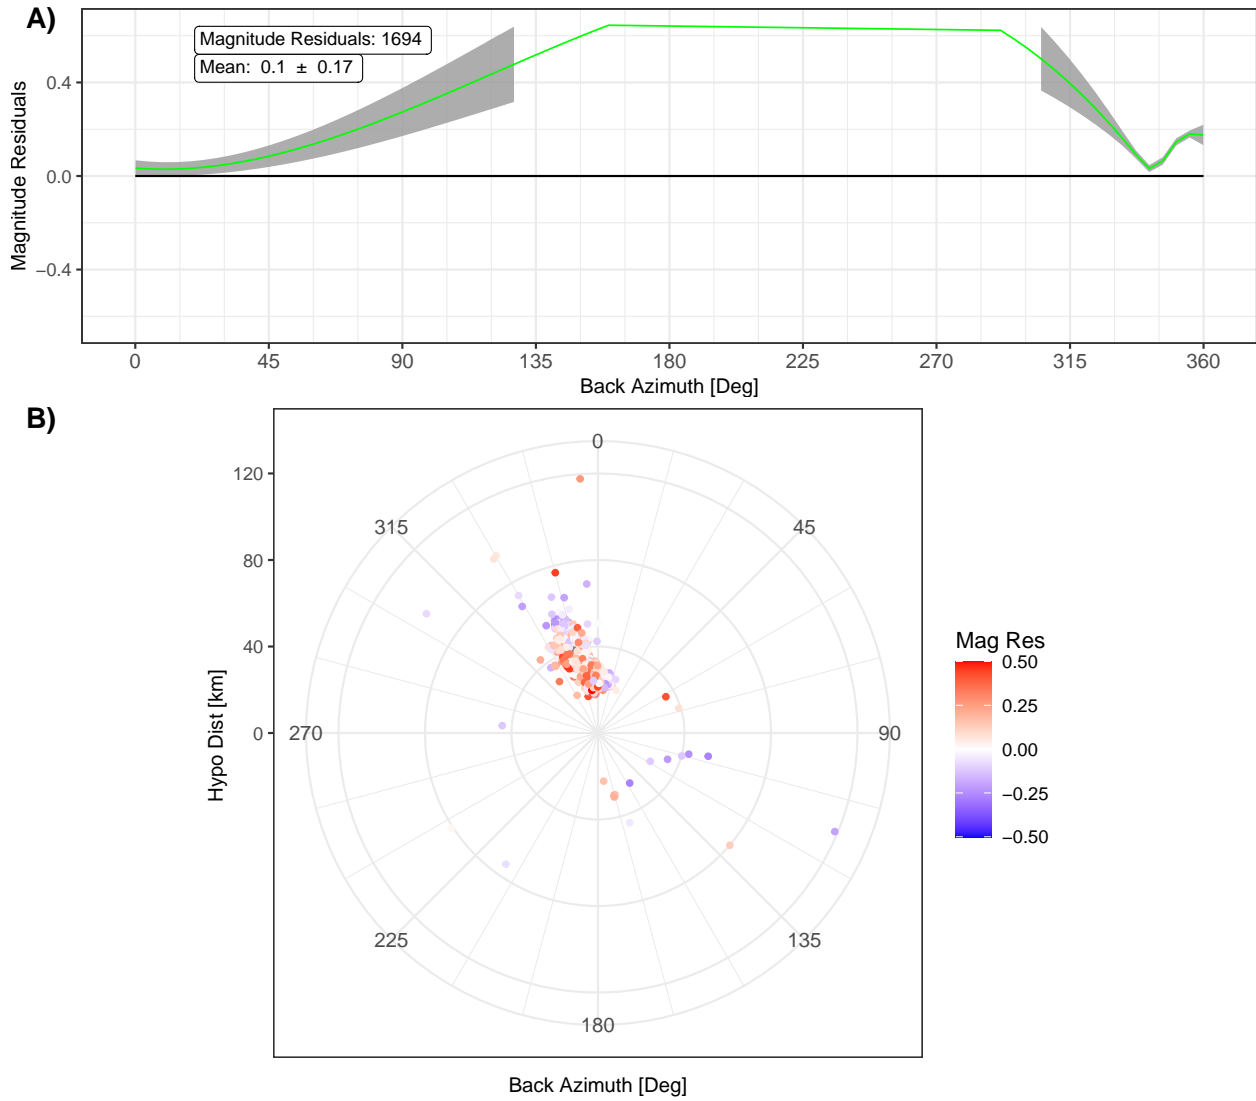 A)
Magnitude Residuals: 1694
Mean: 0.1 ± 0.17
Magnitude Residuals
0.4
0.0
−0.4
0 45 90 135 180 225 270 315 360
Back Azimuth [Deg]
B)
Hypo Dist [km]
120
80
40
0
0
45
90
135
180
225
270
315
Back Azimuth [Deg]
Mag Res
0.50
0.25
0.00
−0.25
−0.50